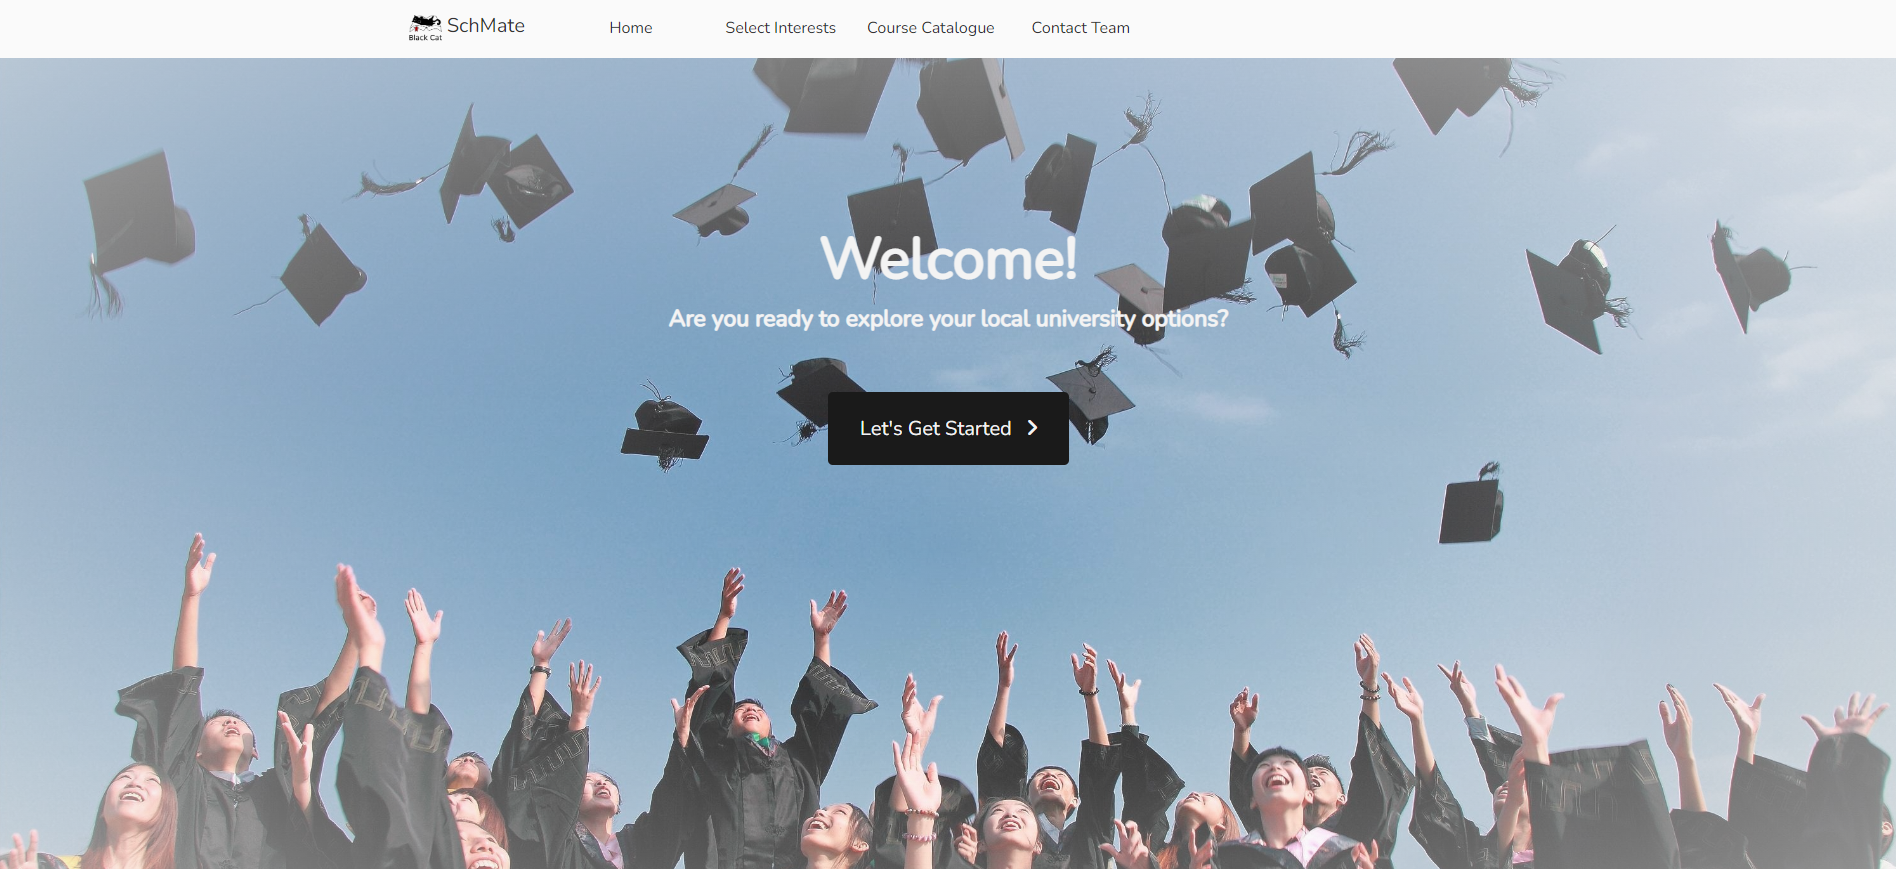 Black Cat
SchMate
Home
Select Interests
Course Catalogue
Contact Team
Welcome!
Are you ready to explore your local university options?
Let's Get Started